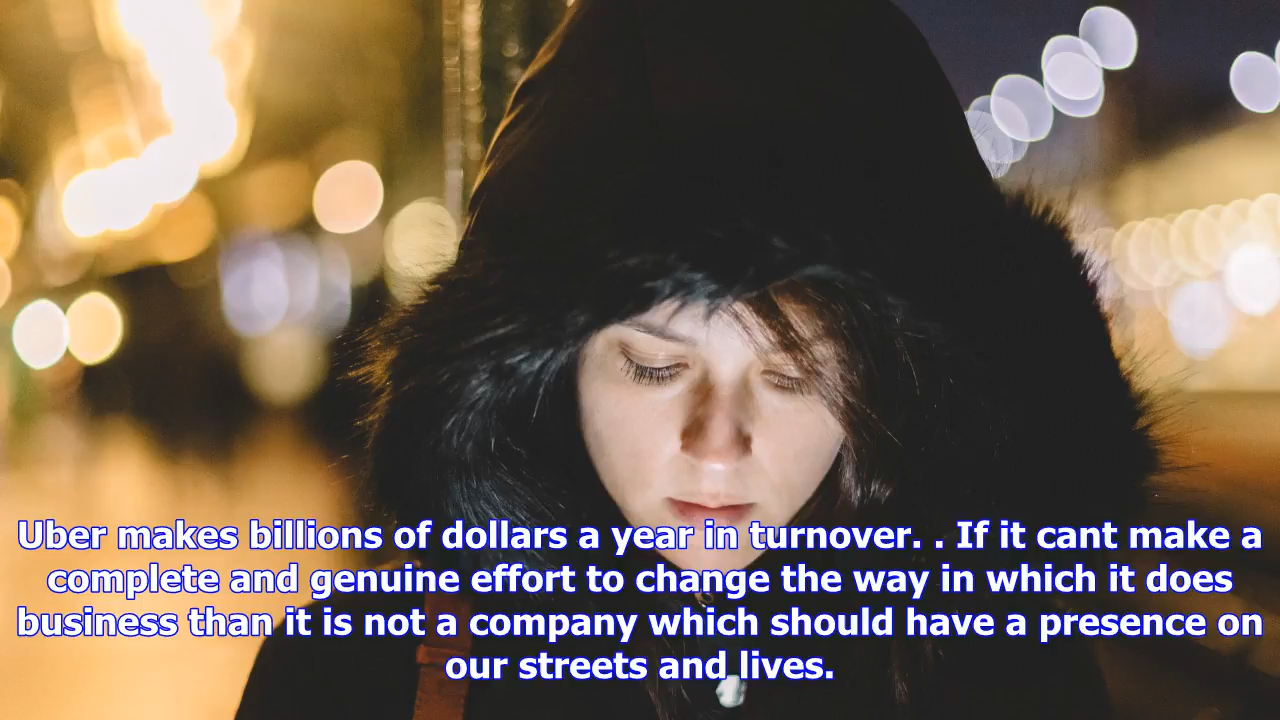 Uber makes billions of dollars a year in turnover. . If it cant make a
complete and genuine effort to change the way in which it does
business than it is not a company which should have a presence on
our streets and lives.